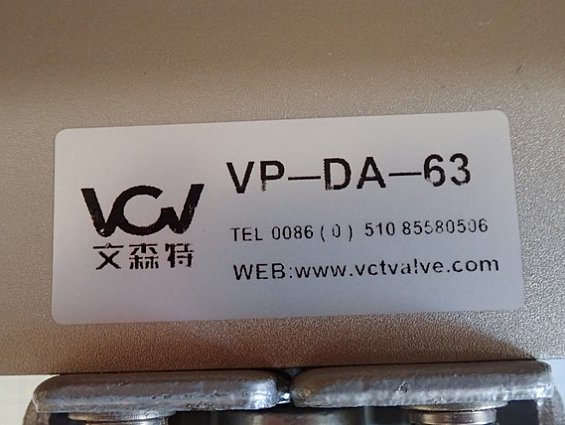 VCV
文森特
VP-DA-63
TEL 0086(0) 510 85580506
WEB:www.vctvalve.com